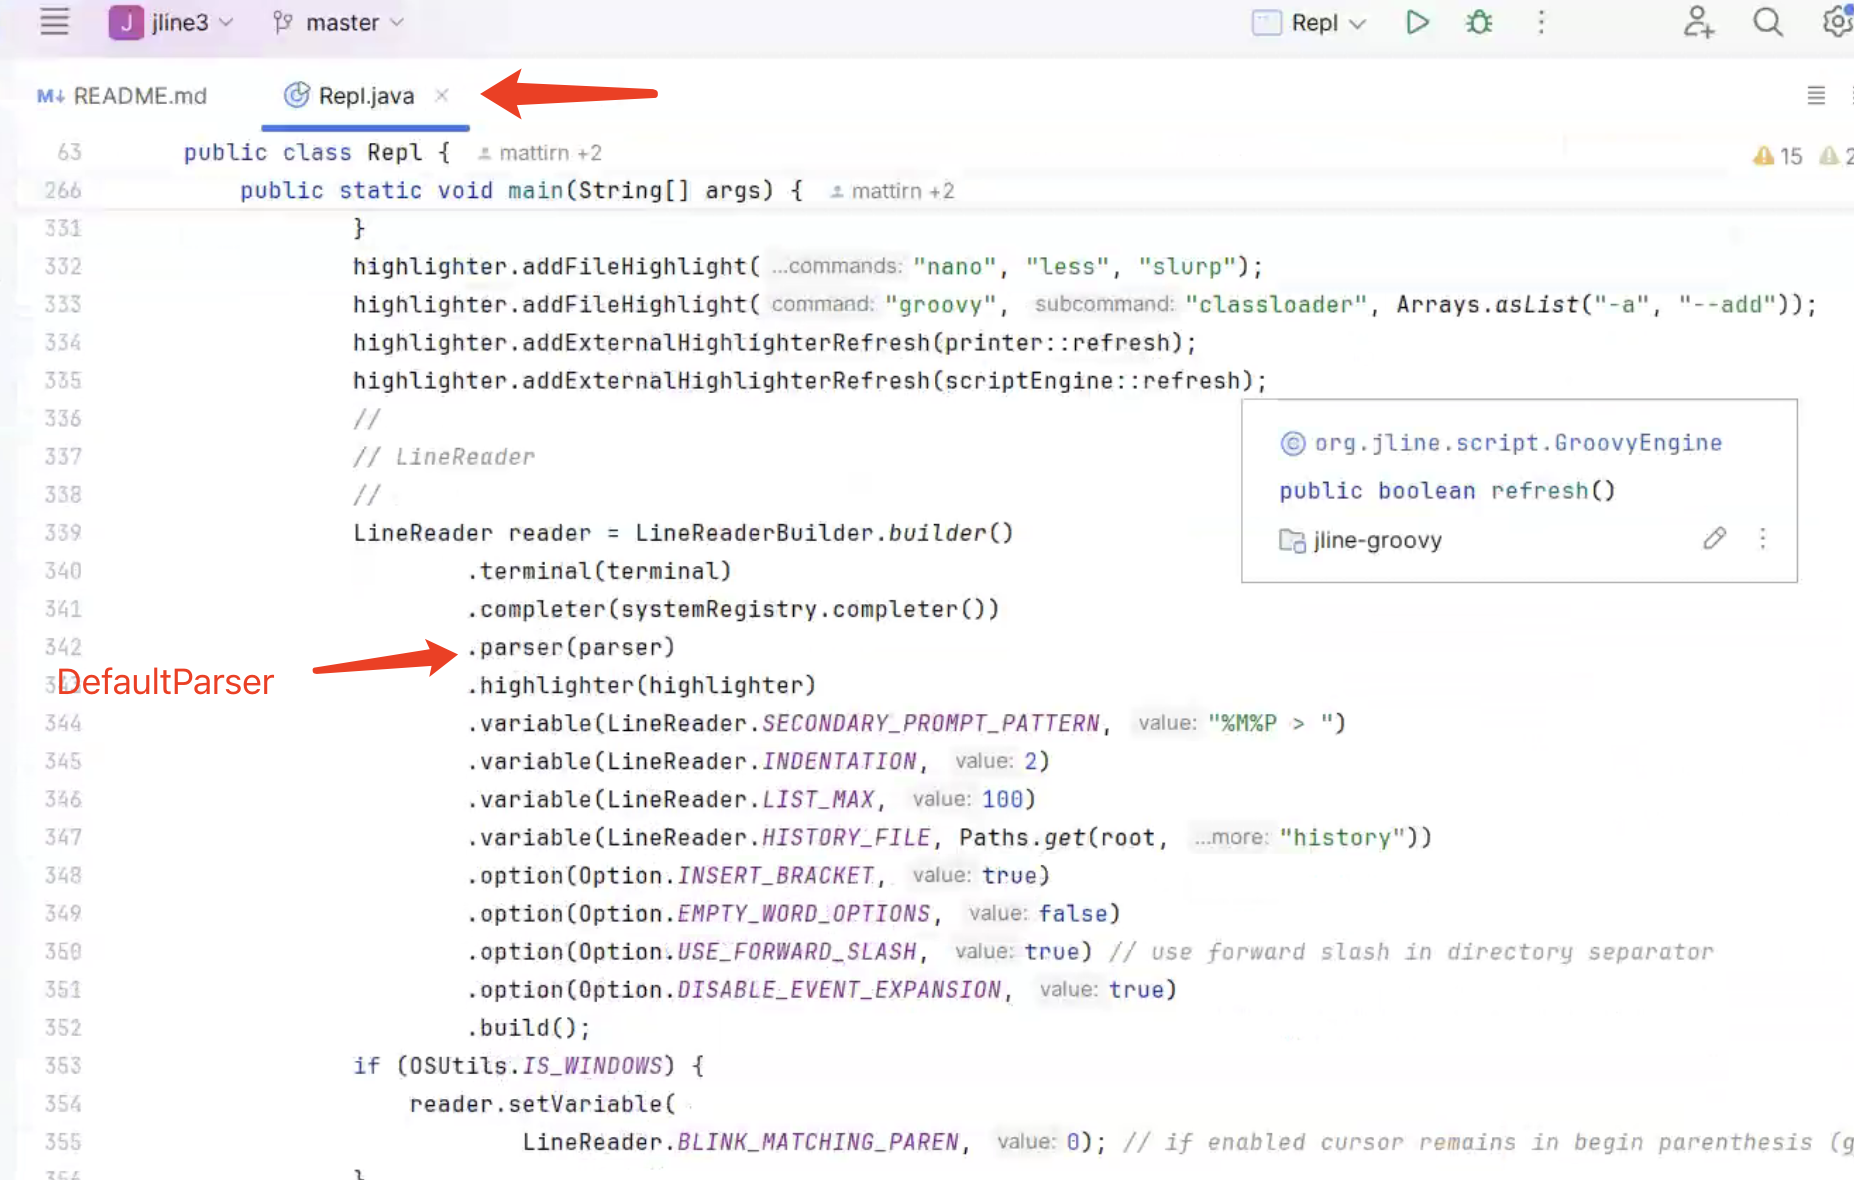 J jline3 master Repl
M↓ README.md Repl.java ×
63 public class Repl { mattirn +2 15 2
266 public static void main(String[] args) { mattirn +2
331 }
332 highlighter.addFileHighlight( …commands: "nano", "less", "slurp");
333 highlighter.addFileHighlight( command: "groovy", subcommand: "classloader", Arrays.asList("-a", "--add"));
334 highlighter.addExternalHighlighterRefresh(printer::refresh);
335 highlighter.addExternalHighlighterRefresh(scriptEngine::refresh);
336 //
337 // LineReader
338 //
339 LineReader reader = LineReaderBuilder.builder()
340 .terminal(terminal)
341 .completer(systemRegistry.completer())
342 .parser(parser)
DefaultParser
.highlighter(highlighter)
344 .variable(LineReader.SECONDARY_PROMPT_PATTERN, value: "%M%P > ")
345 .variable(LineReader.INDENTATION, value: 2)
346 .variable(LineReader.LIST_MAX, value: 100)
347 .variable(LineReader.HISTORY_FILE, Paths.get(root, …more: "history"))
348 .option(Option.INSERT_BRACKET, value: true)
349 .option(Option.EMPTY_WORD_OPTIONS, value: false)
350 .option(Option.USE_FORWARD_SLASH, value: true) // use forward slash in directory separator
351 .option(Option.DISABLE_EVENT_EXPANSION, value: true)
352 .build();
353 if (OSUtils.IS_WINDOWS) {
354 reader.setVariable(
355 LineReader.BLINK_MATCHING_PAREN, value: 0); // if enabled cursor remains in begin parenthesis (g
356 }
org.jline.script.GroovyEngine
public boolean refresh()
jline-groovy